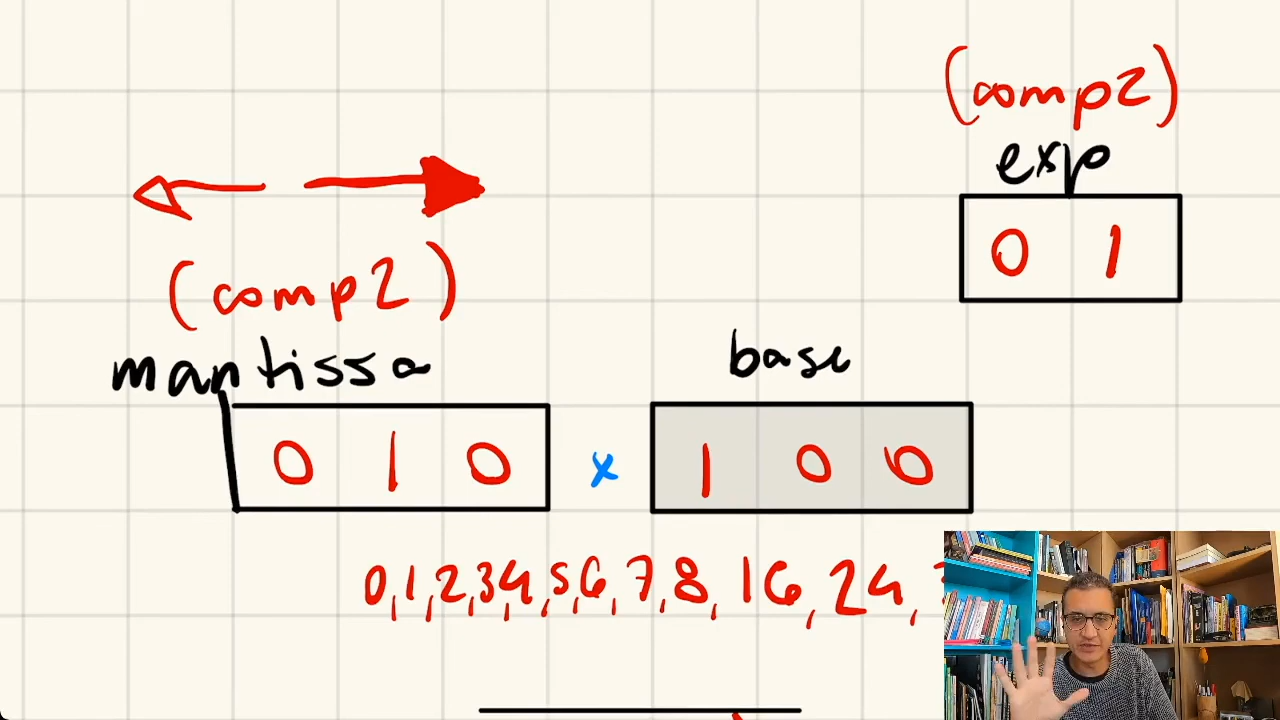 (comp2)
exp
0 1
(comp2)
mantissa
base
0 1 0 x 1 0 0
0,1,2,3,4,5,6,7,8,16,24,